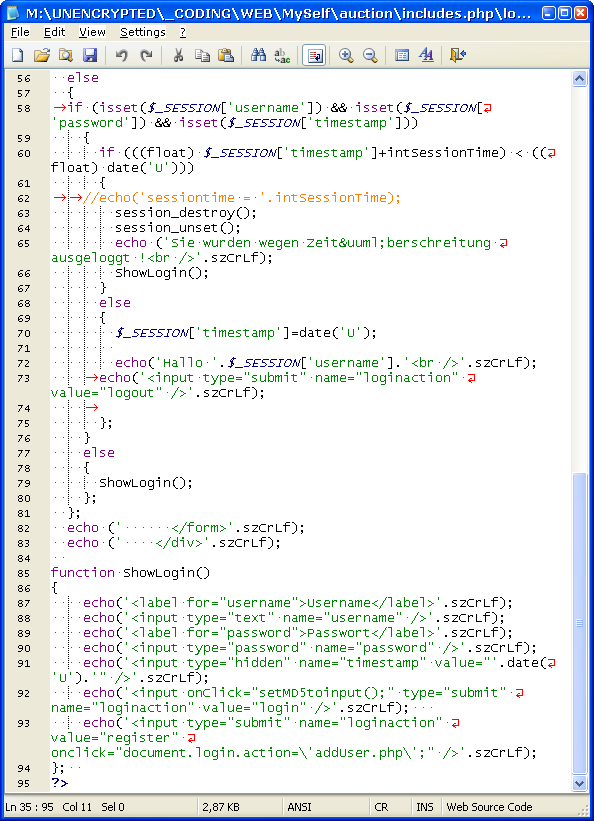 M:\UNENCRYPTED\_CODING\WEB\MySelf\auction\includes.php\lo...
File Edit View Settings ?
56 else
57 {
58 if (isset($_SESSION['username']) && isset($_SESSION[
'password']) && isset($_SESSION['timestamp']))
59 {
60 if (((float) $_SESSION['timestamp']+intSessionTime) < ((
float) date('U')))
61 {
62 //echo('sessiontime = '.intSessionTime);
63 session_destroy();
64 session_unset();
65 echo ('Sie wurden wegen Zeit&uuml;berschreitung
ausgeloggt !<br />'.szCrLf);
66 ShowLogin();
67 }
68 else
69 {
70 $_SESSION['timestamp']=date('U');
71
72 echo('Hallo '.$_SESSION['username'].'<br />'.szCrLf);
73 echo('<input type="submit" name="loginaction"
value="logout" />'.szCrLf);
74
75 };
76 }
77 else
78 {
79 ShowLogin();
80 };
81 };
82 echo ('      </form>'.szCrLf);
83 echo ('    </div>'.szCrLf);
84
85 function ShowLogin()
86 {
87 echo('<label for="username">Username</label>'.szCrLf);
88 echo('<input type="text" name="username" />'.szCrLf);
89 echo('<label for="password">Passwort</label>'.szCrLf);
90 echo('<input type="password" name="password" />'.szCrLf);
91 echo('<input type="hidden" name="timestamp" value="'.date(
'U').'" />'.szCrLf);
92 echo('<input onClick="setMD5toinput();" type="submit"
name="loginaction" value="login" />'.szCrLf);
93 echo('<input type="submit" name="loginaction"
value="register"
onclick="document.login.action=\'addUser.php\';" />'.szCrLf);
94 };
95 ?>
Ln 35 : 95 Col 11 Sel 0 2,87 KB ANSI CR INS Web Source Code